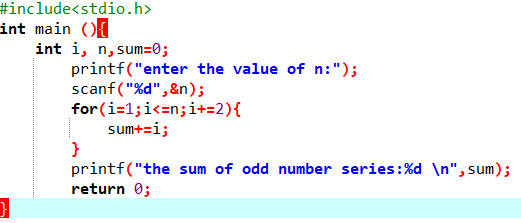 #include<stdio.h>
int main (){
    int i, n,sum=0;
        printf("enter the value of n:");
        scanf("%d",&n);
        for(i=1;i<=n;i+=2){
            sum+=i;
        }
        printf("the sum of odd number series:%d \n",sum);
        return 0;
}